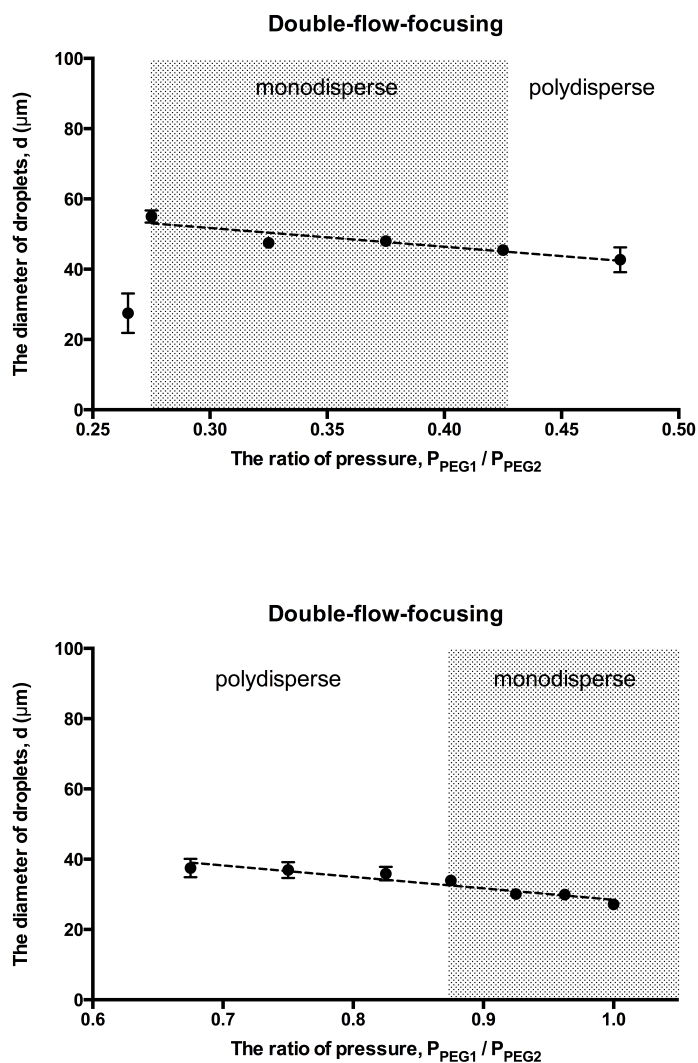 Double-flow-focusing
monodisperse
polydisperse
The diameter of droplets, d (μm)
100
80
60
40
20
0
0.25
0.30
0.35
0.40
0.45
0.50
The ratio of pressure, PPEG1 / PPEG2
Double-flow-focusing
polydisperse
monodisperse
The diameter of droplets, d (μm)
100
80
60
40
20
0
0.6
0.7
0.8
0.9
1.0
The ratio of pressure, PPEG1 / PPEG2